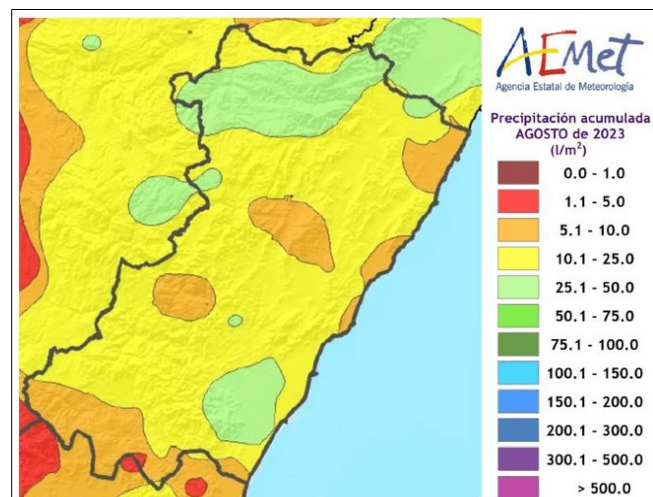 AEMet
Agencia Estatal de Meteorología
Precipitación acumulada
AGOSTO de 2023
(l/m²)
0.0 - 1.0
1.1 - 5.0
5.1 - 10.0
10.1 - 25.0
25.1 - 50.0
50.1 - 75.0
75.1 - 100.0
100.1 - 150.0
150.1 - 200.0
200.1 - 300.0
300.1 - 500.0
> 500.0